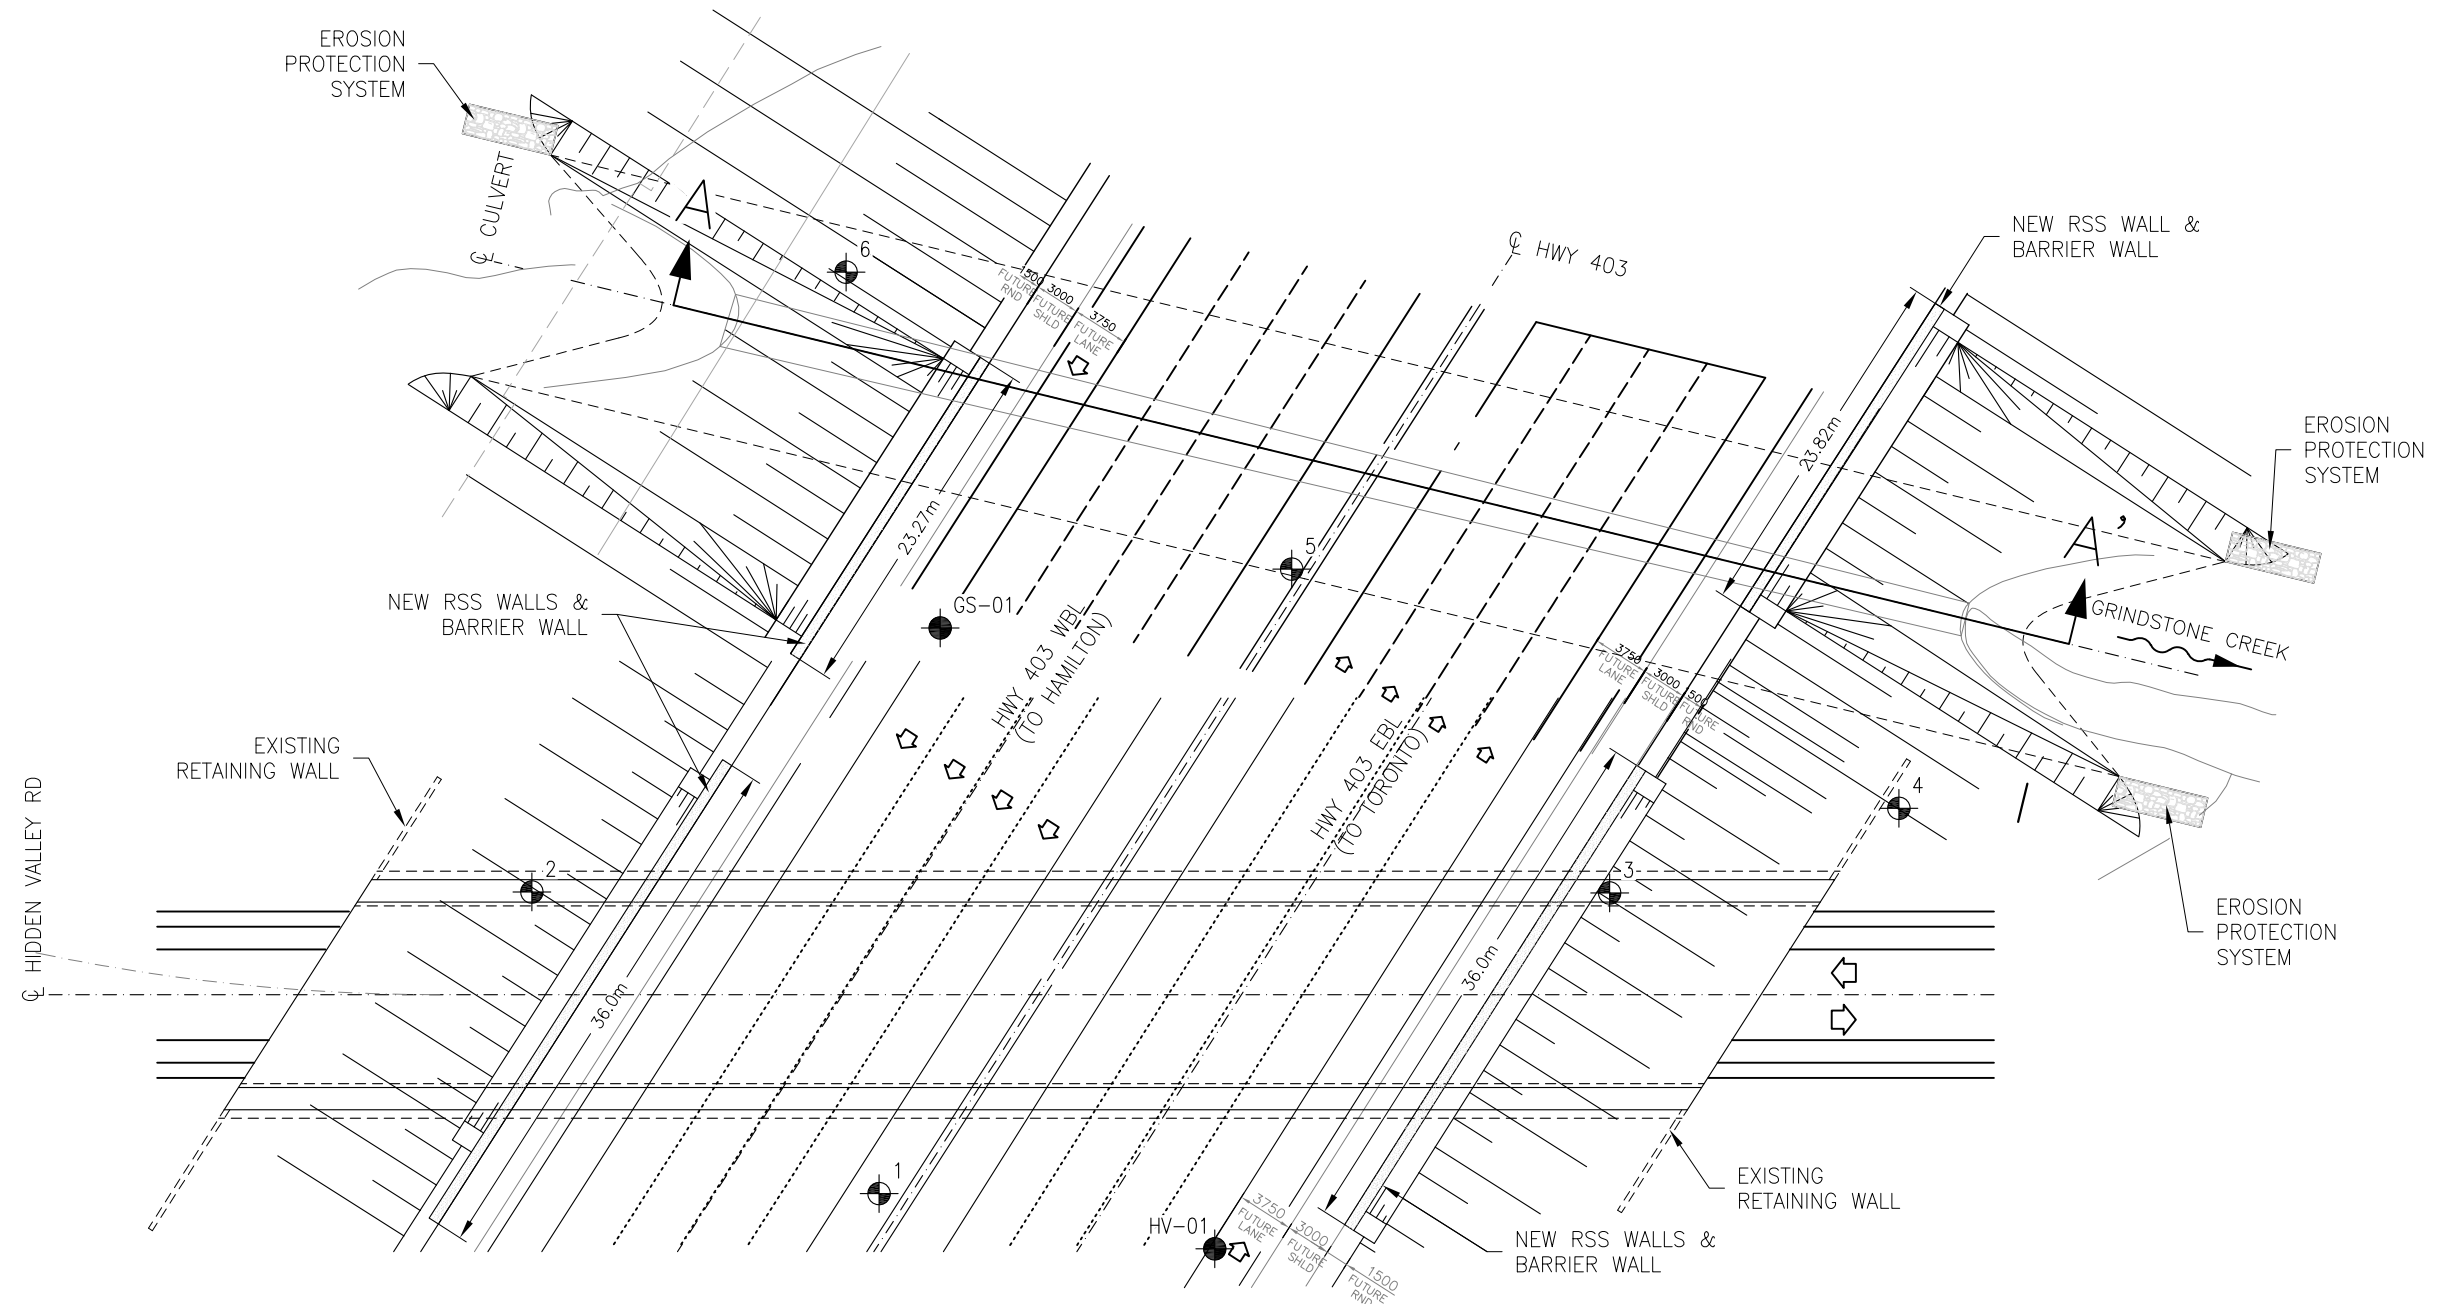 EROSION
PROTECTION
SYSTEM
℄ CULVERT
A
6
1500
FUTURE
RND
3000
FUTURE
SHLD
3750
FUTURE
LANE
℄ HWY 403
NEW RSS WALL &
BARRIER WALL
23.82m
EROSION
PROTECTION
SYSTEM
A'
23.27m
5
GS-01
NEW RSS WALLS &
BARRIER WALL
HWY 403 WBL
(TO HAMILTON)
GRINDSTONE CREEK
3750
FUTURE
LANE
3000
FUTURE
SHLD
1500
FUTURE
RND
EXISTING
RETAINING WALL
HWY 403 EBL
(TO TORONTO)
4
2
3
℄ HIDDEN VALLEY RD
EROSION
PROTECTION
SYSTEM
36.0m
36.0m
1
EXISTING
RETAINING WALL
HV-01
3750
FUTURE
LANE
3000
FUTURE
SHLD
1500
FUTURE
RND
NEW RSS WALLS &
BARRIER WALL